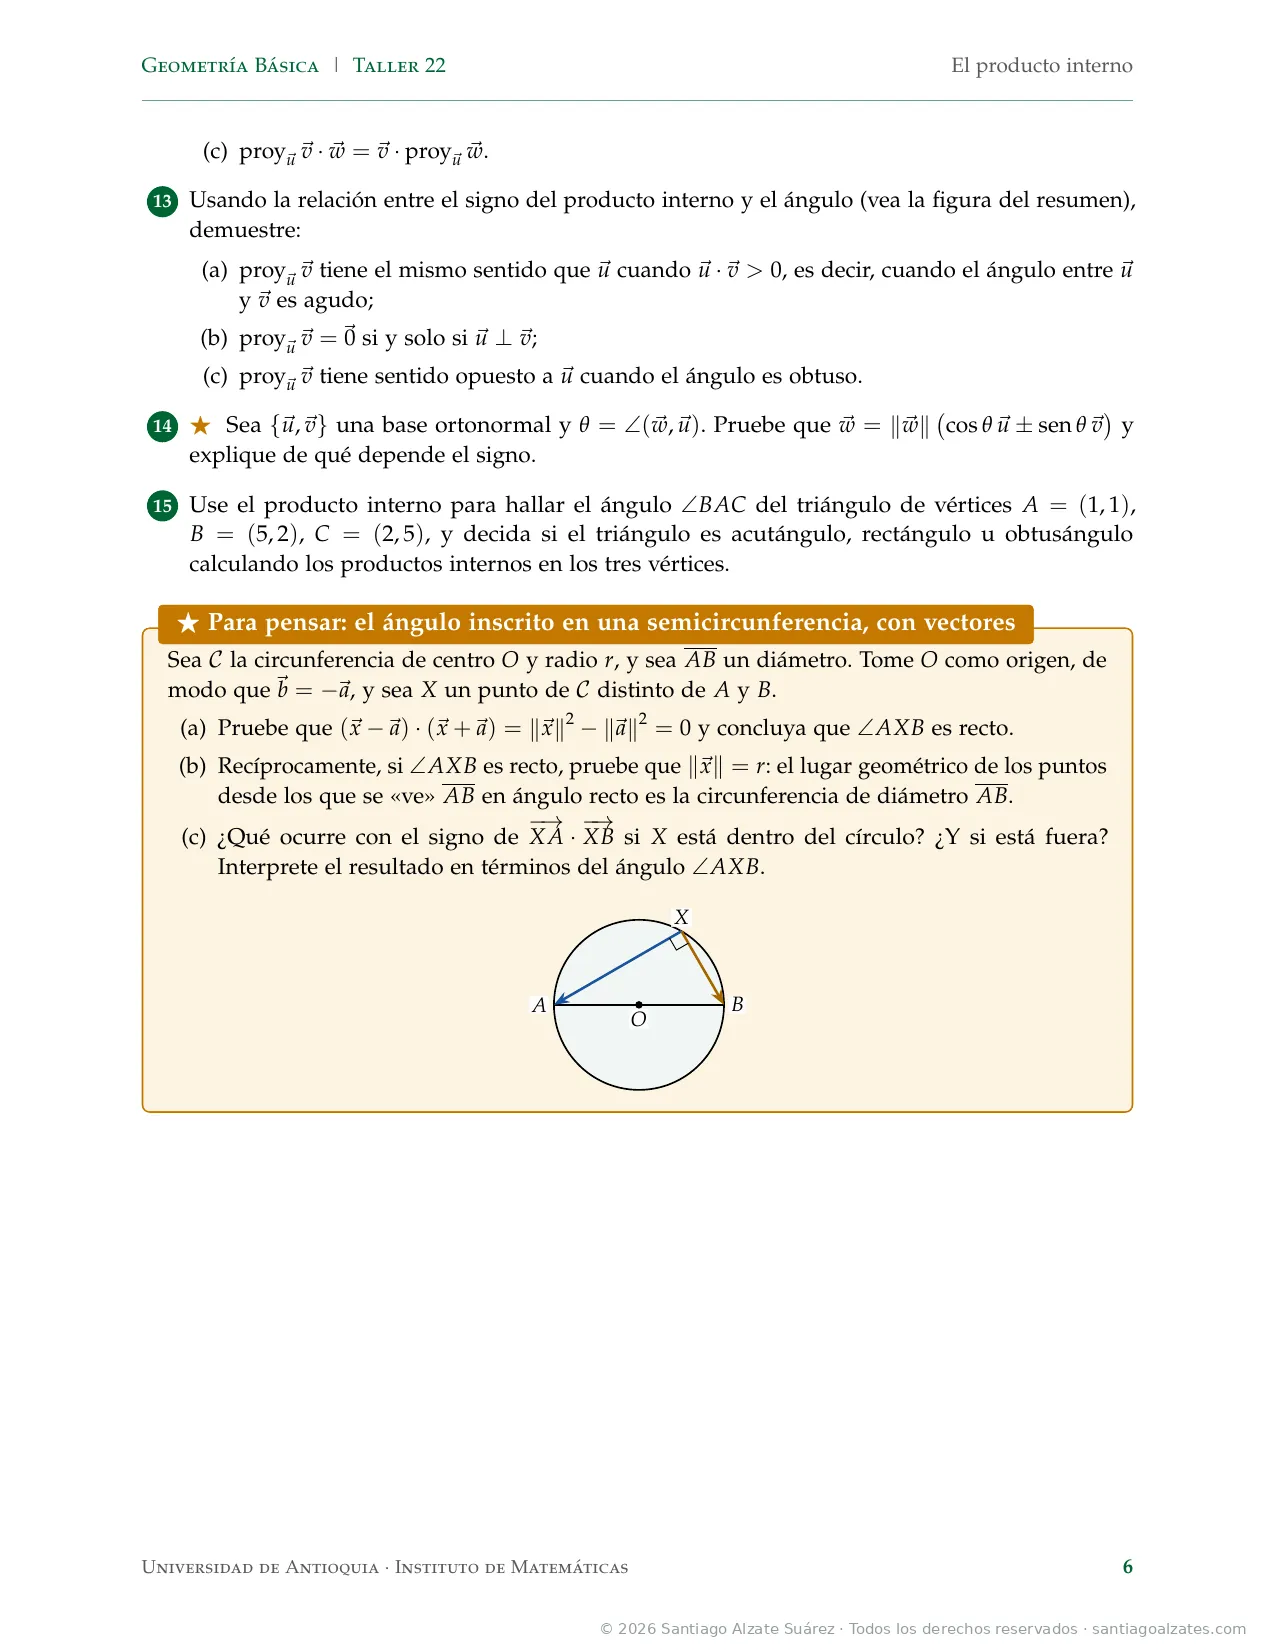 Geometría Básica | Taller 22
El producto interno
(c) proy_u⃗ v⃗ · w⃗ = v⃗ · proy_u⃗ w⃗.
13 Usando la relación entre el signo del producto interno y el ángulo (vea la figura del resumen),
demuestre:
(a) proy_u⃗ v⃗ tiene el mismo sentido que u⃗ cuando u⃗ · v⃗ > 0, es decir, cuando el ángulo entre u⃗
y v⃗ es agudo;
(b) proy_u⃗ v⃗ = 0⃗ si y solo si u⃗ ⊥ v⃗;
(c) proy_u⃗ v⃗ tiene sentido opuesto a u⃗ cuando el ángulo es obtuso.
14 ★ Sea {u⃗, v⃗} una base ortonormal y θ = ∠(w⃗, u⃗). Pruebe que w⃗ = ‖w⃗‖ (cos θ u⃗ ± sen θ v⃗) y
explique de qué depende el signo.
15 Use el producto interno para hallar el ángulo ∠BAC del triángulo de vértices A = (1, 1),
B = (5, 2), C = (2, 5), y decida si el triángulo es acutángulo, rectángulo u obtusángulo
calculando los productos internos en los tres vértices.
★ Para pensar: el ángulo inscrito en una semicircunferencia, con vectores
Sea 𝒞 la circunferencia de centro O y radio r, y sea A̅B̅ un diámetro. Tome O como origen, de
modo que b⃗ = −a⃗, y sea X un punto de 𝒞 distinto de A y B.
(a) Pruebe que (x⃗ − a⃗) · (x⃗ + a⃗) = ‖x⃗‖² − ‖a⃗‖² = 0 y concluya que ∠AXB es recto.
(b) Recíprocamente, si ∠AXB es recto, pruebe que ‖x⃗‖ = r: el lugar geométrico de los puntos
desde los que se «ve» A̅B̅ en ángulo recto es la circunferencia de diámetro A̅B̅.
(c) ¿Qué ocurre con el signo de XA⃗ · XB⃗ si X está dentro del círculo? ¿Y si está fuera?
Interprete el resultado en términos del ángulo ∠AXB.
X
A
B
O
Universidad de Antioquia · Instituto de Matemáticas
6
© 2026 Santiago Alzate Suárez · Todos los derechos reservados · santiagoalzates.com